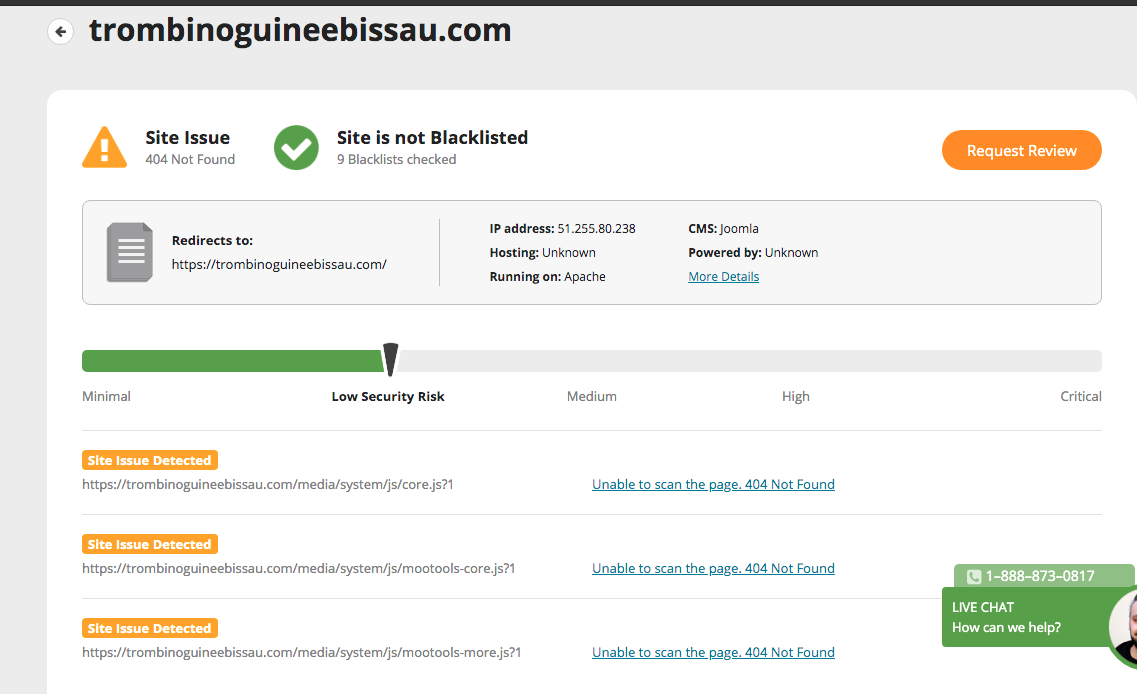 trombinoguineebissau.com
Site Issue
404 Not Found
Site is not Blacklisted
9 Blacklists checked
Request Review
Redirects to:
https://trombinoguineebissau.com/
IP address: 51.255.80.238
Hosting: Unknown
Running on: Apache
CMS: Joomla
Powered by: Unknown
More Details
Minimal
Low Security Risk
Medium
High
Critical
Site Issue Detected
https://trombinoguineebissau.com/media/system/js/core.js?1
Unable to scan the page. 404 Not Found
Site Issue Detected
https://trombinoguineebissau.com/media/system/js/mootools-core.js?1
Unable to scan the page. 404 Not Found
Site Issue Detected
https://trombinoguineebissau.com/media/system/js/mootools-more.js?1
Unable to scan the page. 404 Not Found
1–888–873–0817
LIVE CHAT
How can we help?